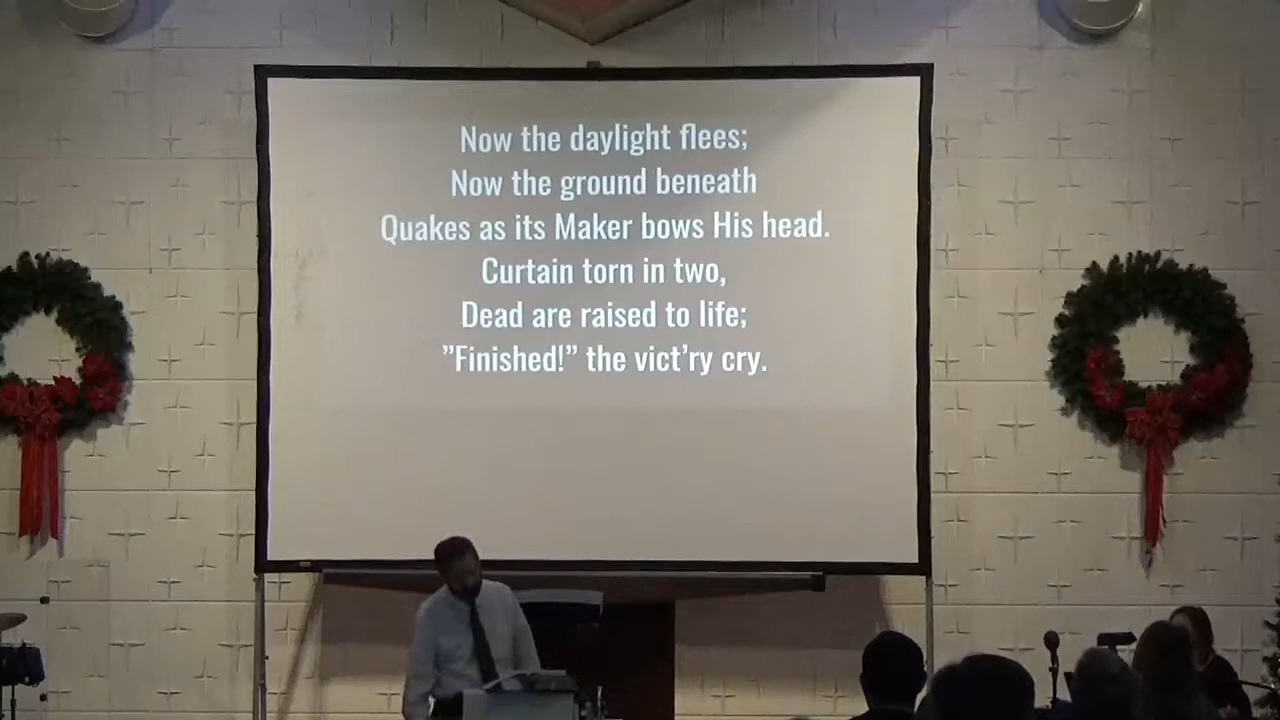 Now the daylight flees;
Now the ground beneath
Quakes as its Maker bows His head.
Curtain torn in two,
Dead are raised to life;
”Finished!” the vict’ry cry.